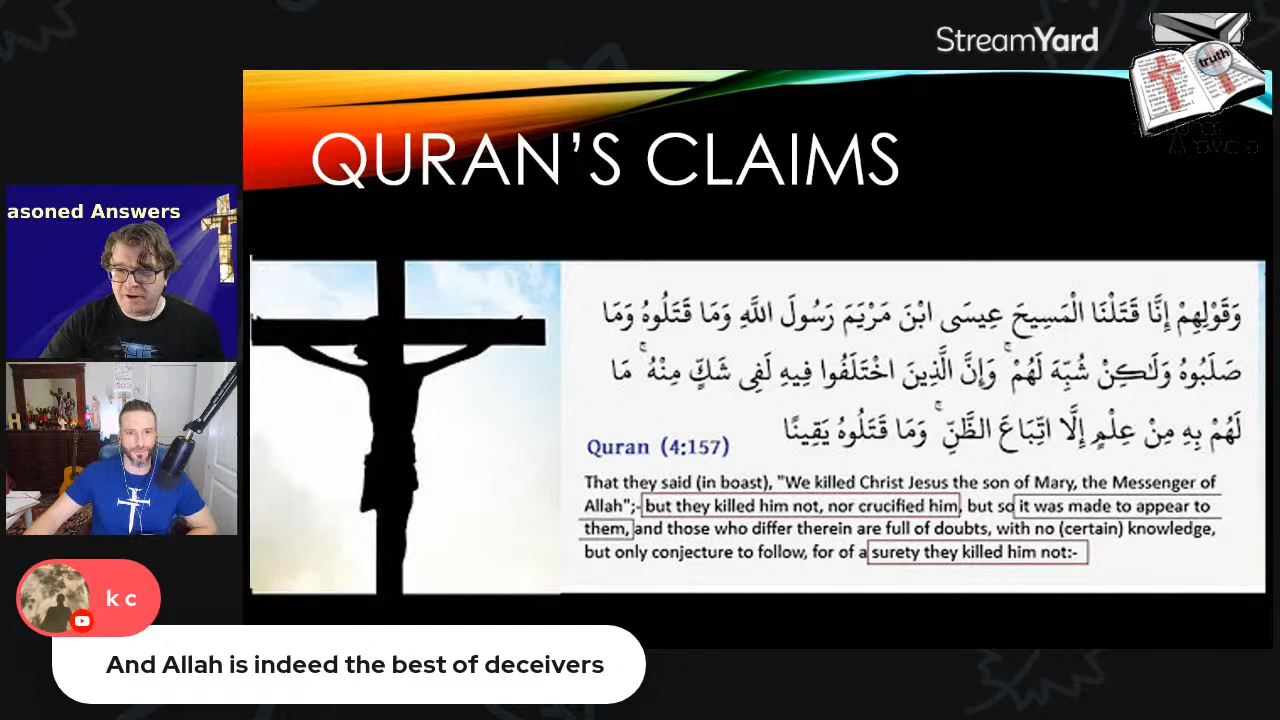 StreamYard
truth
QURAN’S CLAIMS
asoned Answers
وَقَوْلِهِمْ إِنَّا قَتَلْنَا الْمَسِيحَ عِيسَى ابْنَ مَرْيَمَ رَسُولَ اللَّهِ وَمَا قَتَلُوهُ وَمَا
صَلَبُوهُ وَلَـٰكِنْ شُبِّهَ لَهُمْ ۚ وَإِنَّ الَّذِينَ اخْتَلَفُوا فِيهِ لَفِي شَكٍّ مِنْهُ ۚ مَا
لَهُمْ بِهِ مِنْ عِلْمٍ إِلَّا اتِّبَاعَ الظَّنِّ ۚ وَمَا قَتَلُوهُ يَقِينًا
Quran (4:157)
That they said (in boast), "We killed Christ Jesus the son of Mary, the Messenger of
Allah";- but they killed him not, nor crucified him, but so it was made to appear to
them, and those who differ therein are full of doubts, with no (certain) knowledge,
but only conjecture to follow, for of a surety they killed him not:-
k c
And Allah is indeed the best of deceivers